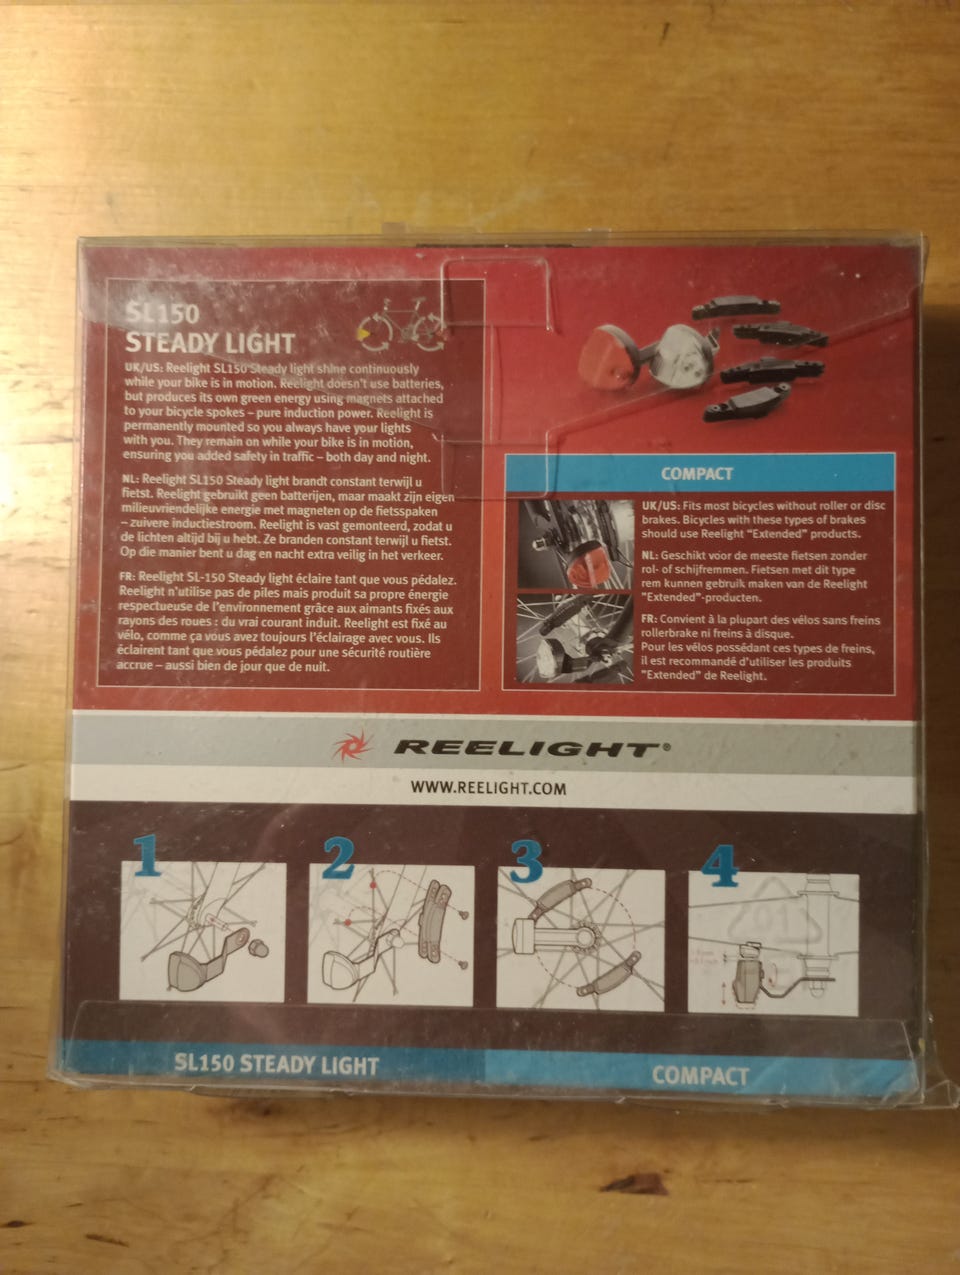 SL150
STEADY LIGHT
UK/US: Reelight SL150 Steady light shine continuously
while your bike is in motion. Reelight doesn't use batteries,
but produces its own green energy using magnets attached
to your bicycle spokes – pure induction power. Reelight is
permanently mounted so you always have your lights
with you. They remain on while your bike is in motion,
ensuring you added safety in traffic – both day and night.
NL: Reelight SL150 Steady light brandt constant terwijl u
fietst. Reelight gebruikt geen batterijen, maar maakt zijn eigen
milieuvriendelijke energie met magneten op de fietsspaken
– zuivere inductiestroom. Reelight is vast gemonteerd, zodat u
de lichten altijd bij u hebt. Ze branden constant terwijl u fietst.
Op die manier bent u dag en nacht extra veilig in het verkeer.
FR: Reelight SL-150 Steady light éclaire tant que vous pédalez.
Reelight n'utilise pas de piles mais produit sa propre énergie
respectueuse de l'environnement grâce aux aimants fixés aux
rayons des roues : du vrai courant induit. Reelight est fixé au
vélo, comme ça vous avez toujours l'éclairage avec vous. Ils
éclairent tant que vous pédalez pour une sécurité routière
accrue – aussi bien de jour que de nuit.
COMPACT
UK/US: Fits most bicycles without roller or disc
brakes. Bicycles with these types of brakes
should use Reelight "Extended" products.
NL: Geschikt voor de meeste fietsen zonder
rol- of schijfremmen. Fietsen met dit type
rem kunnen gebruik maken van de Reelight
"Extended"-producten.
FR: Convient à la plupart des vélos sans freins
rollerbrake ni freins à disque.
Pour les vélos possédant ces types de freins,
il est recommandé d'utiliser les produits
"Extended" de Reelight.
REELIGHT®
WWW.REELIGHT.COM
1
2
3
4
SL150 STEADY LIGHT
COMPACT